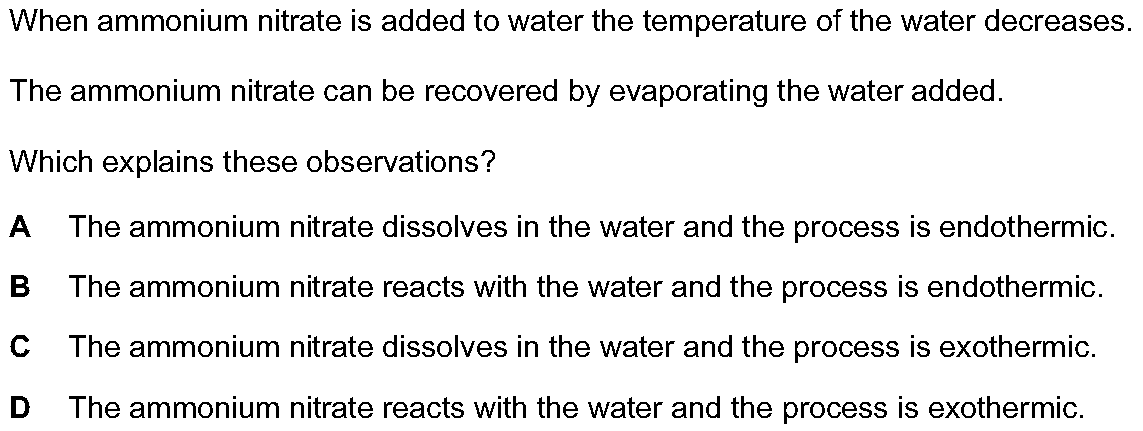 When ammonium nitrate is added to water the temperature of the water decreases.
The ammonium nitrate can be recovered by evaporating the water added.
Which explains these observations?
A The ammonium nitrate dissolves in the water and the process is endothermic.
B The ammonium nitrate reacts with the water and the process is endothermic.
C The ammonium nitrate dissolves in the water and the process is exothermic.
D The ammonium nitrate reacts with the water and the process is exothermic.